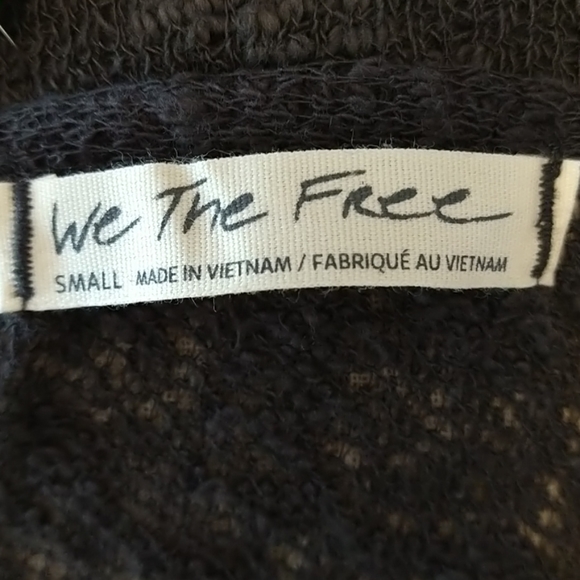 We The Free
SMALL MADE IN VIETNAM / FABRIQUÉ AU VIETNAM